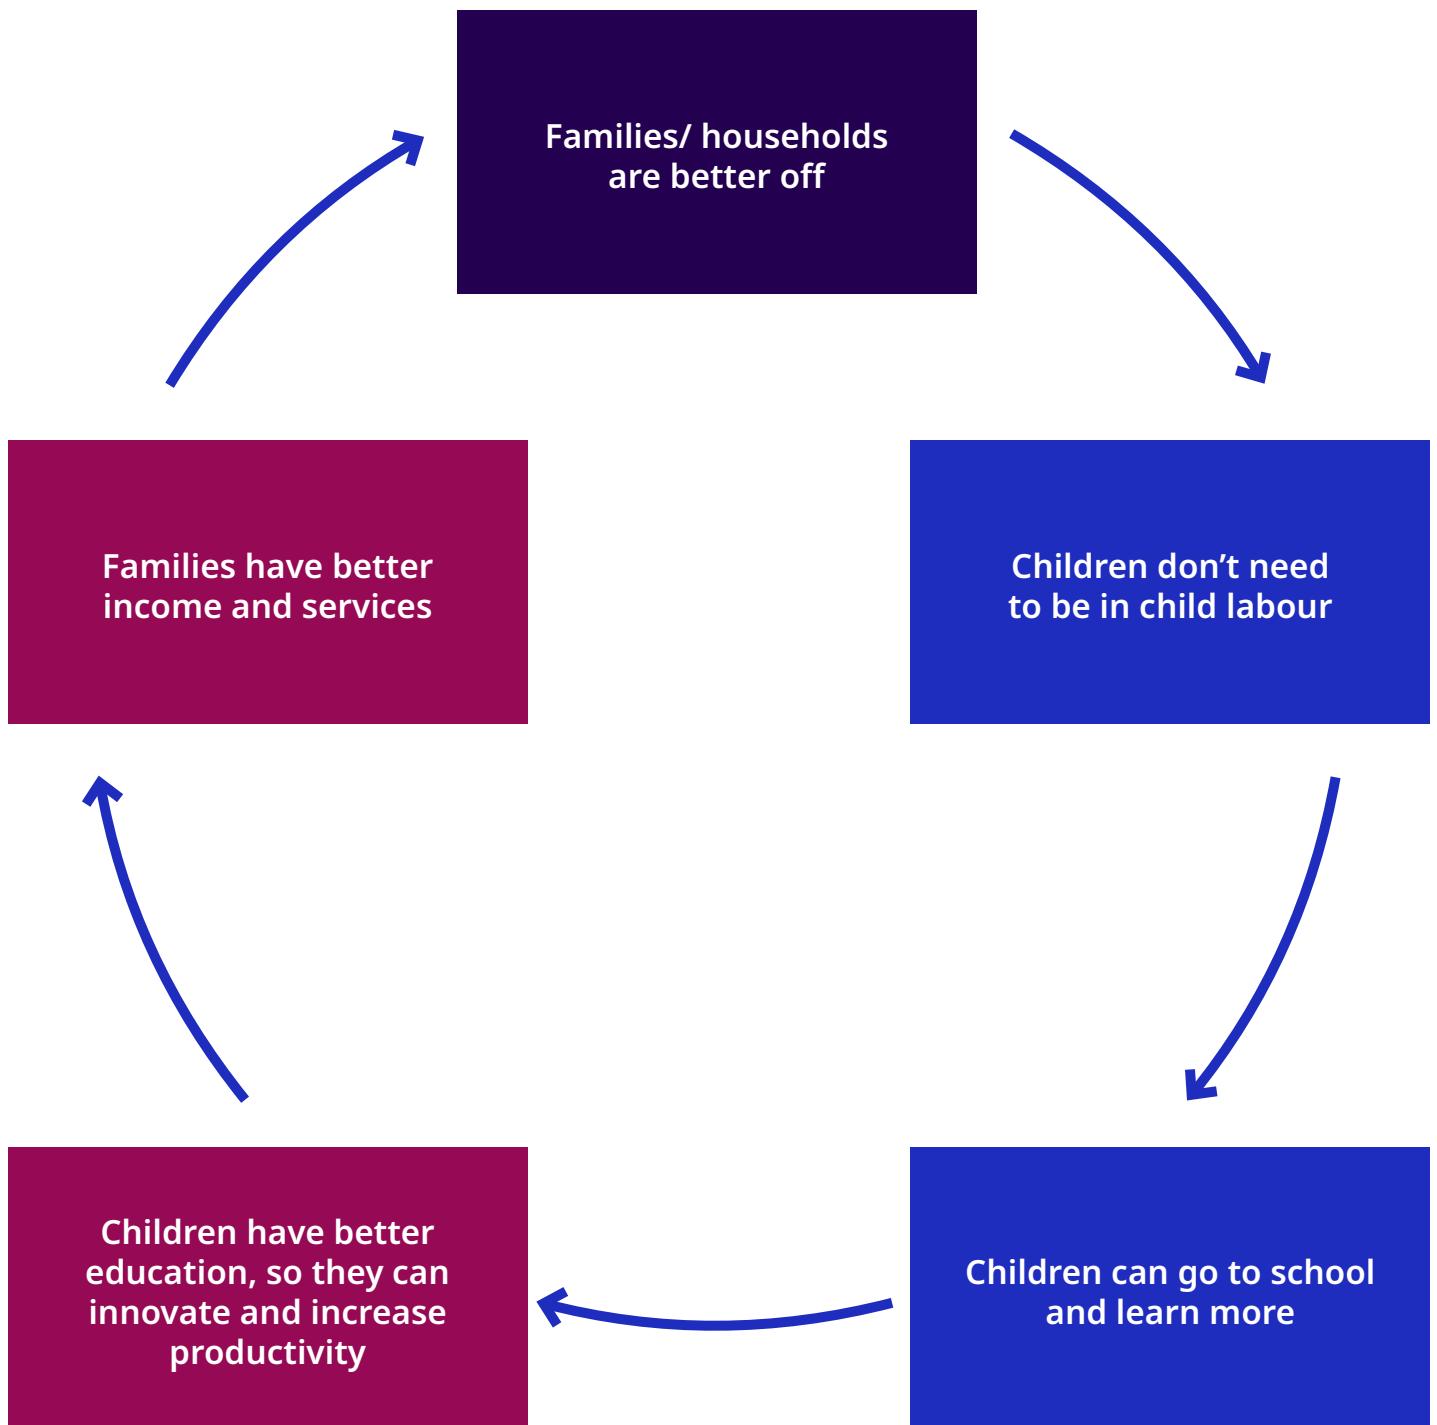 Families/ households
are better off
Families have better
income and services
Children don’t need
to be in child labour
Children have better
education, so they can
innovate and increase
productivity
Children can go to school
and learn more